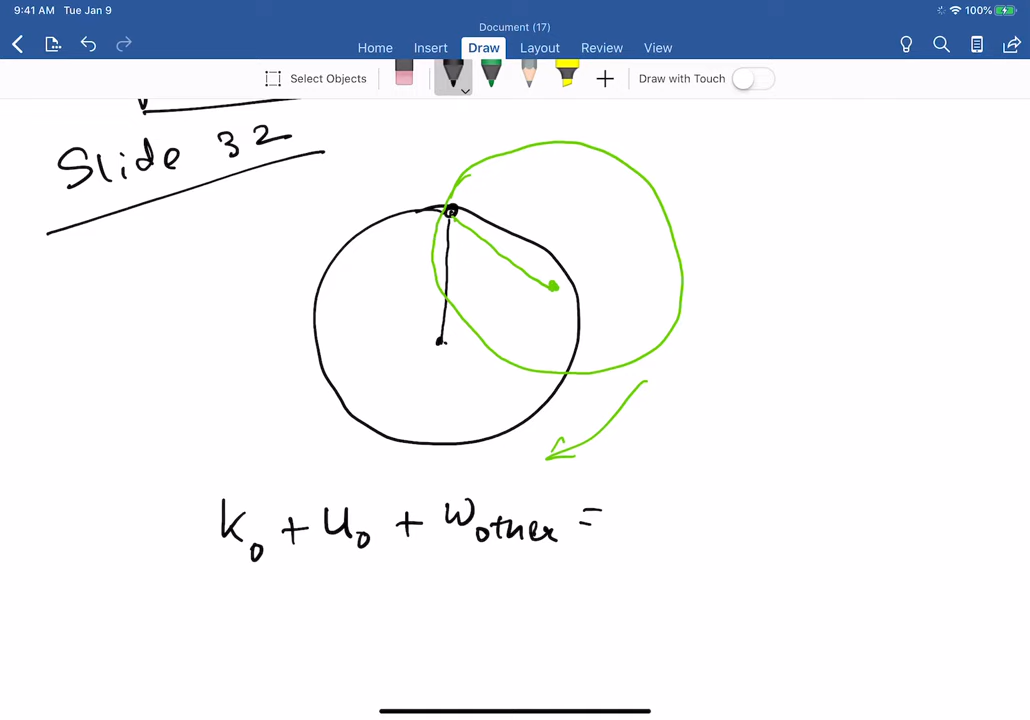 9:41 AM Tue Jan 9
100%
Document (17)
Home Insert Draw Layout Review View
Select Objects
Draw with Touch
Slide 32
K₀ + U₀ + W other =